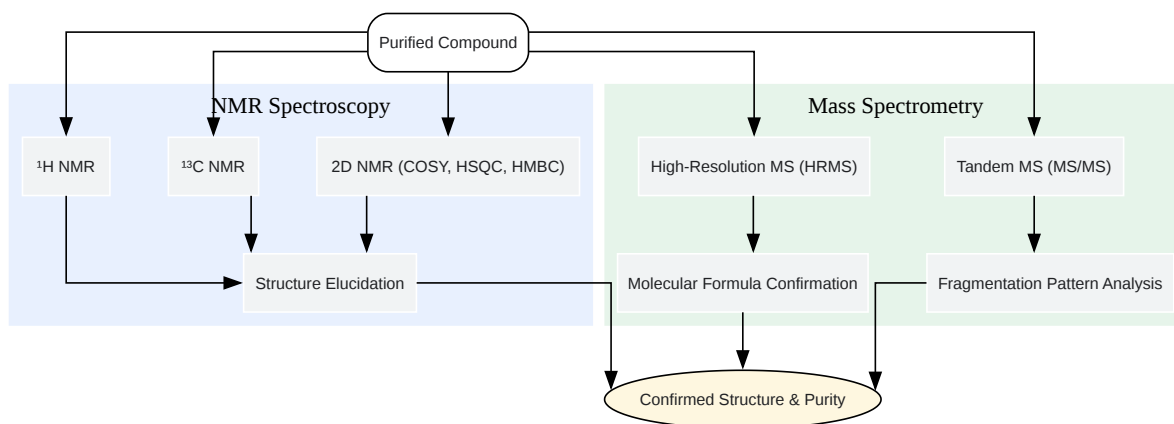 Purified Compound
NMR Spectroscopy
Mass Spectrometry
¹H NMR
¹³C NMR
2D NMR (COSY, HSQC, HMBC)
High-Resolution MS (HRMS)
Tandem MS (MS/MS)
Structure Elucidation
Molecular Formula Confirmation
Fragmentation Pattern Analysis
Confirmed Structure & Purity